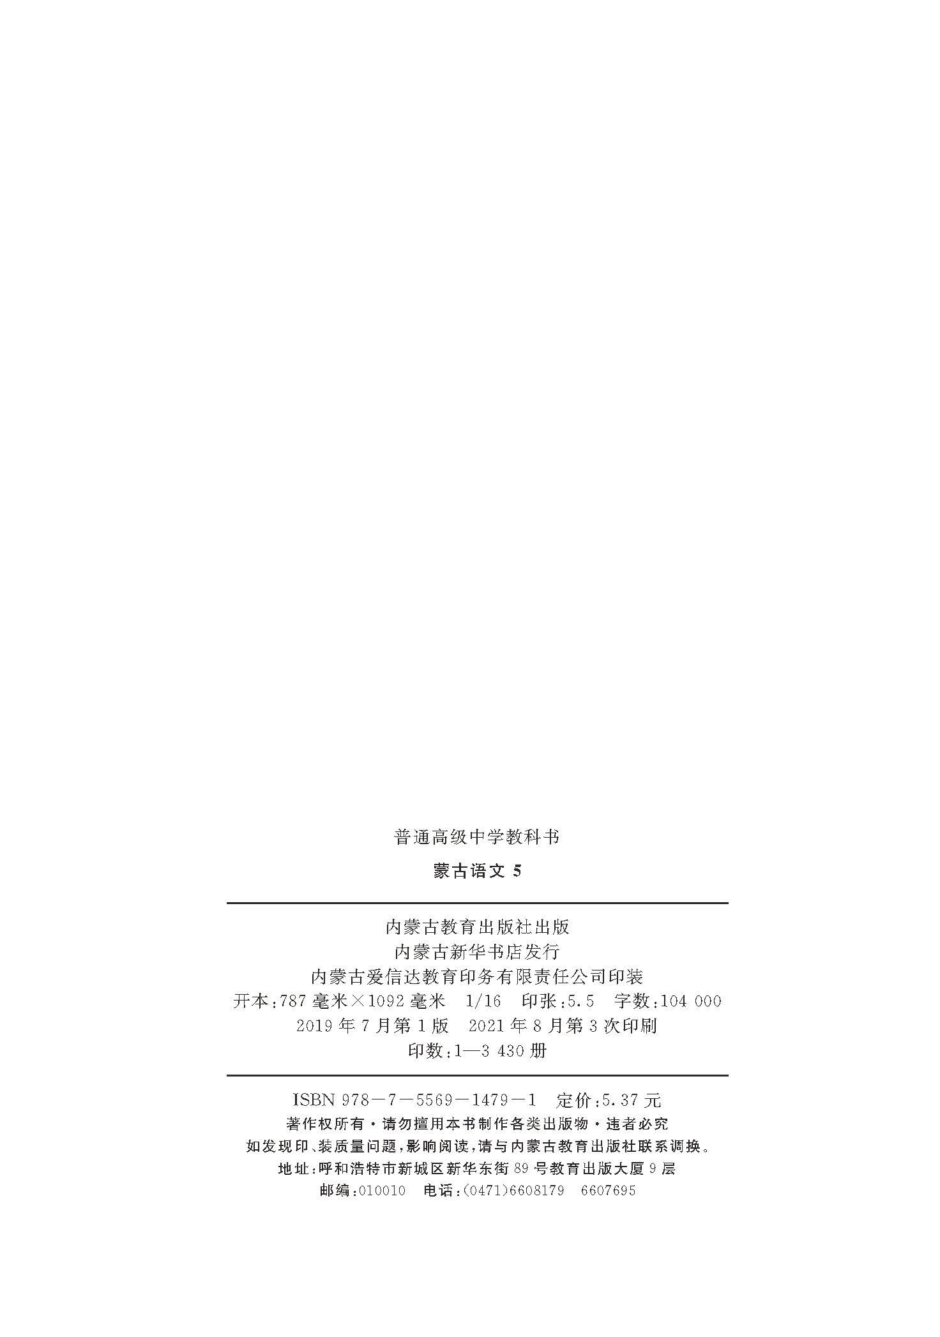 普通高级中学教科书
蒙古语文 5
内蒙古教育出版社出版
内蒙古新华书店发行
内蒙古爱信达教育印务有限责任公司印装
开本:787 毫米×1092 毫米 1/16 印张:5.5 字数:104 000
2019 年 7 月第 1 版 2021 年 8 月第 3 次印刷
印数:1—3 430 册
ISBN 978－7－5569－1479－1 定价:5.37 元
著作权所有·请勿擅用本书制作各类出版物·违者必究
如发现印、装质量问题,影响阅读,请与内蒙古教育出版社联系调换。
地址:呼和浩特市新城区新华东街 89 号教育出版大厦 9 层
邮编:010010 电话:(0471)6608179 6607695